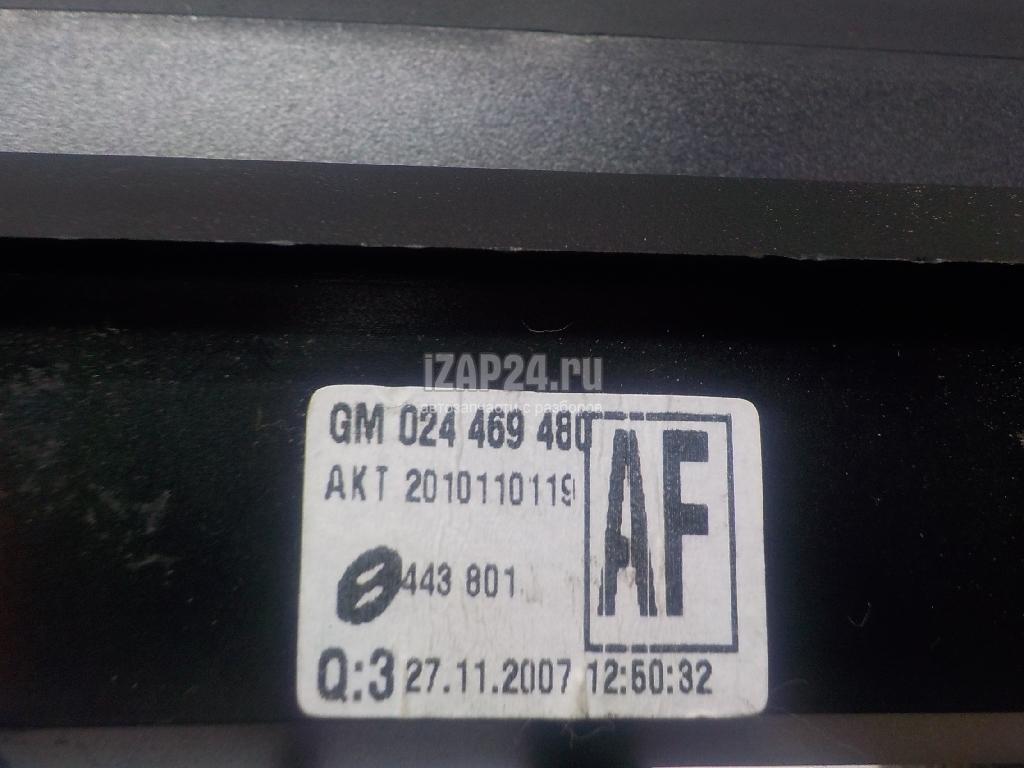 iZAP24.ru
автозапчасти с разборов
GM 024 469 480
AKT 2010110119
AF
443 801
Q:3 27.11.2007 12:50:32